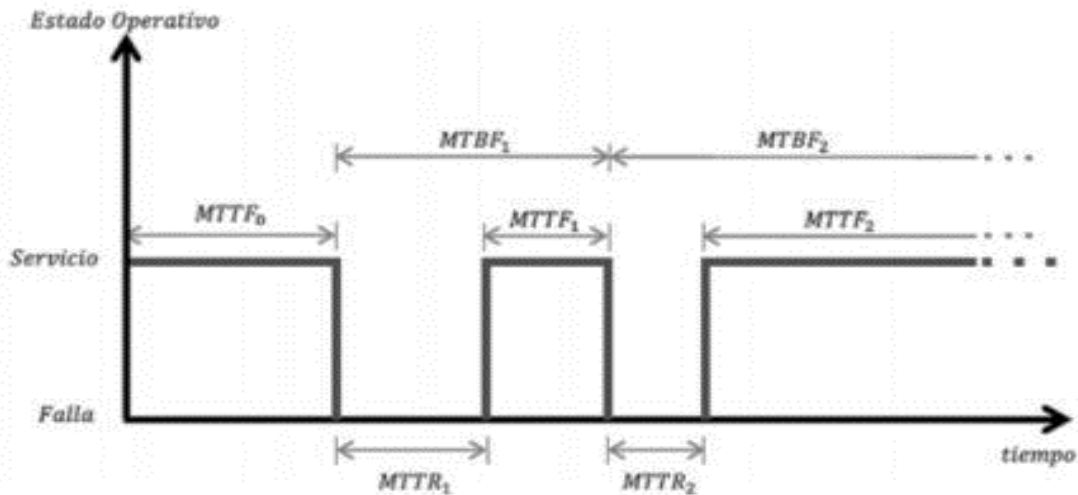 Estado Operativo
MTBF₁
MTBF₂
MTTF₀
MTTF₁
MTTF₂
Servicio
Falla
tiempo
MTTR₁
MTTR₂